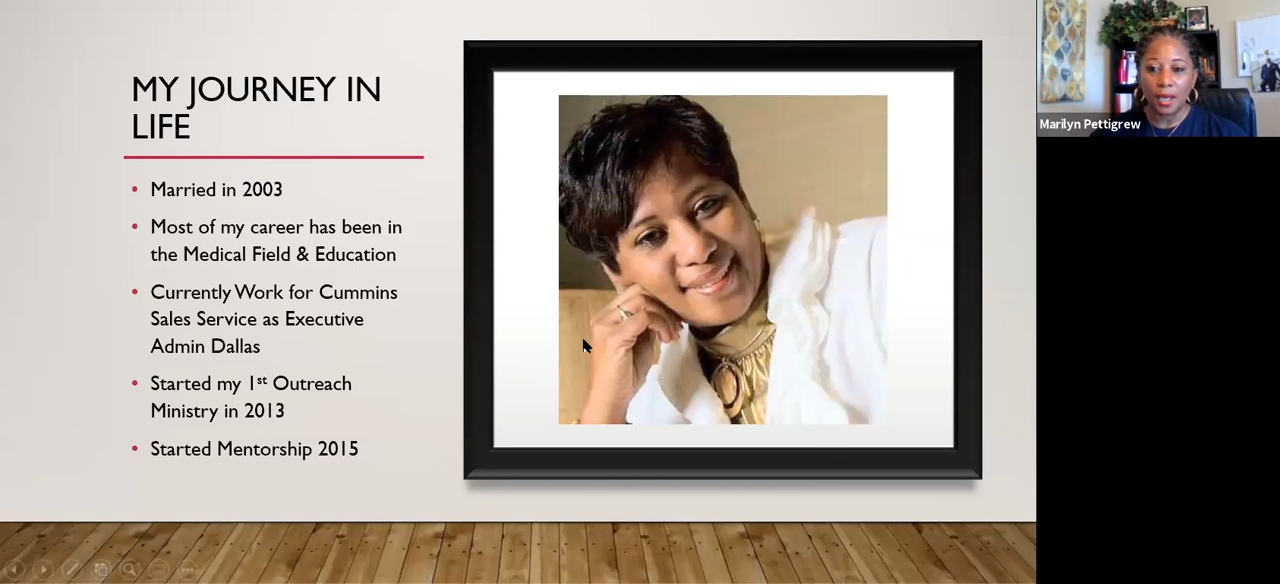 MY JOURNEY IN
LIFE
• Married in 2003
• Most of my career has been in
the Medical Field & Education
• Currently Work for Cummins
Sales Service as Executive
Admin Dallas
• Started my 1st Outreach
Ministry in 2013
• Started Mentorship 2015
Marilyn Pettigrew